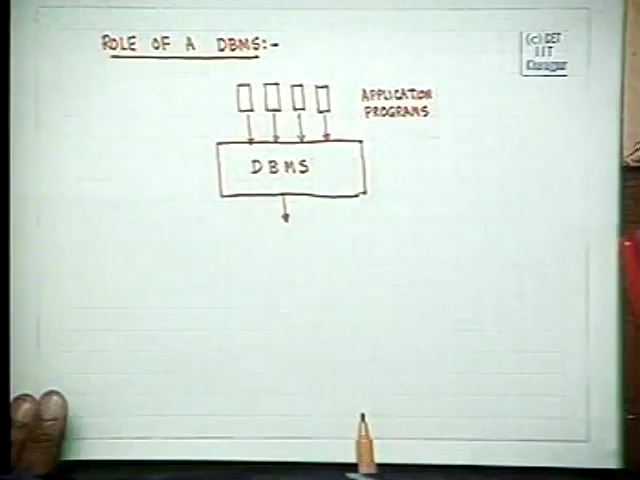 ROLE OF A DBMS:-
(c) CET
IIT
Kharagpur
APPLICATION
PROGRAMS
DBMS